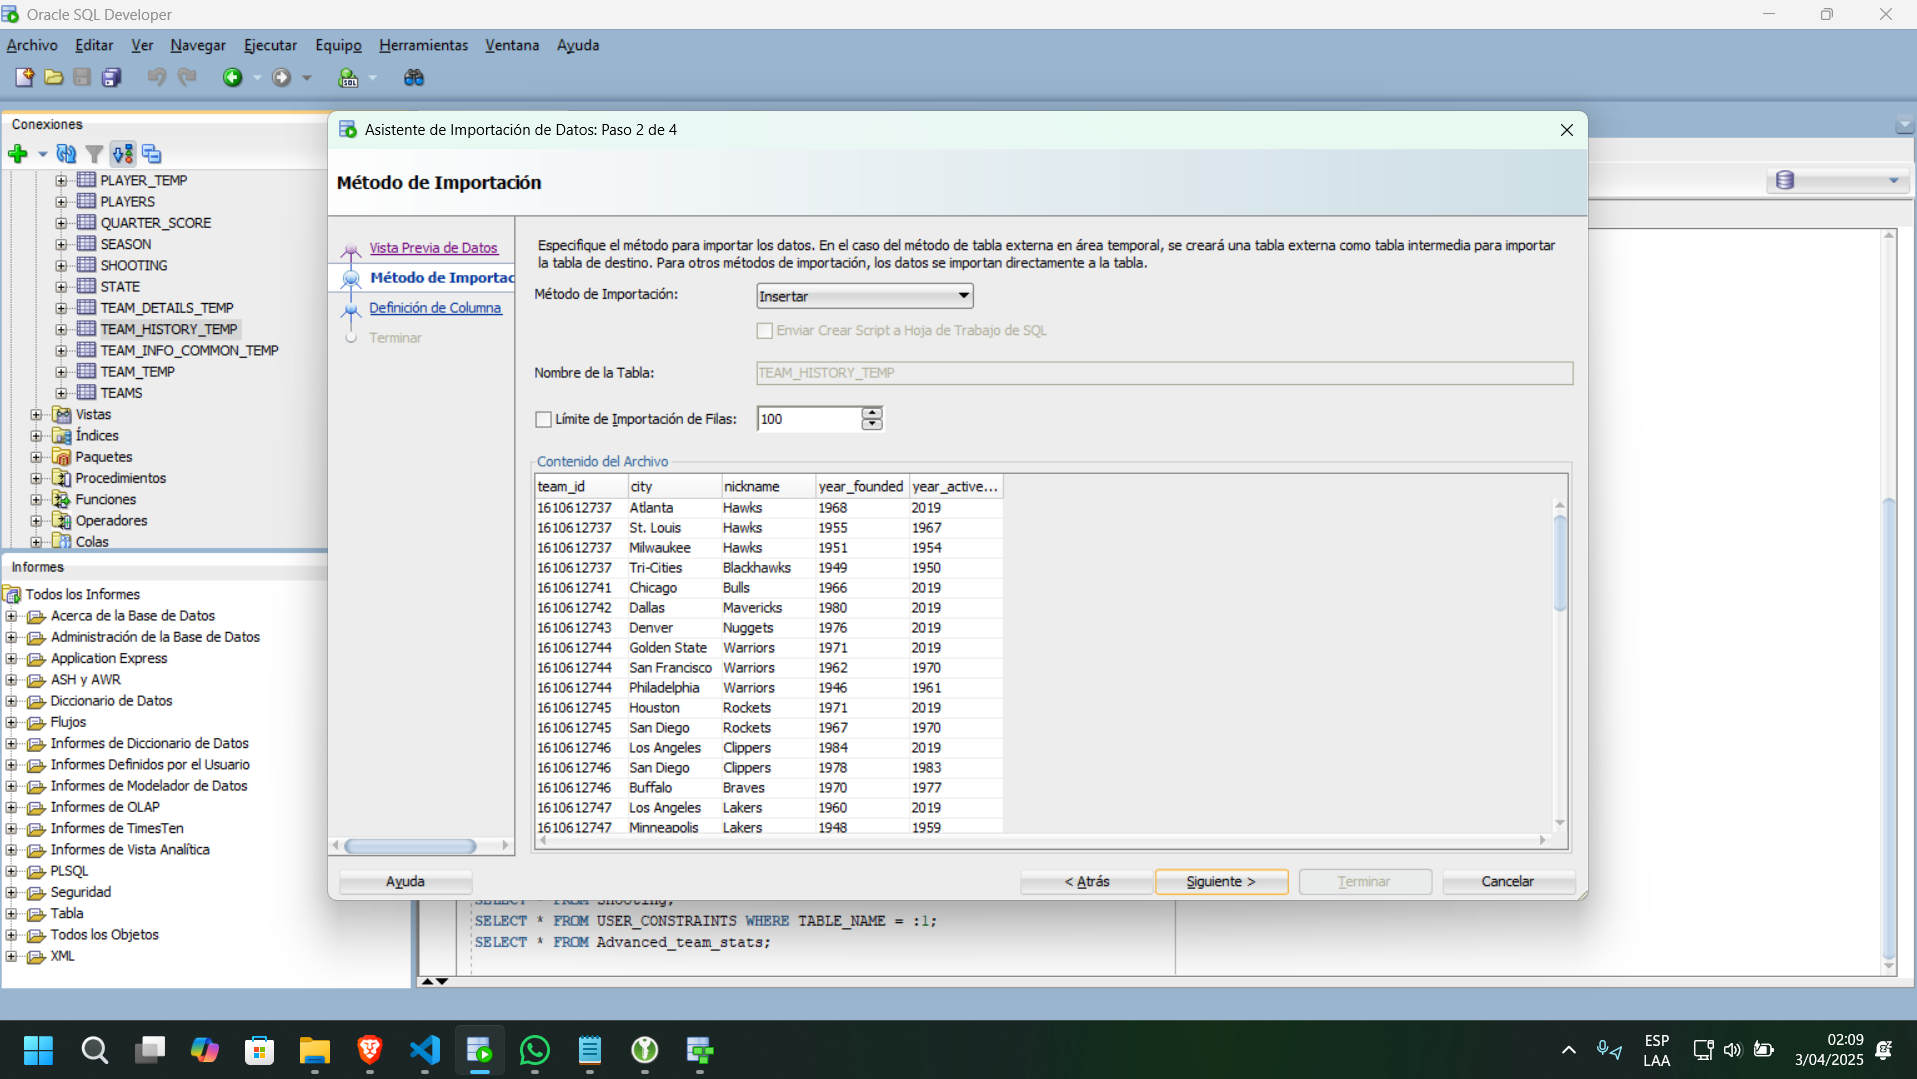 Oracle SQL Developer
Archivo Editar Ver Navegar Ejecutar Equipo Herramientas Ventana Ayuda
Conexiones
PLAYER_TEMP
PLAYERS
QUARTER_SCORE
SEASON
SHOOTING
STATE
TEAM_DETAILS_TEMP
TEAM_HISTORY_TEMP
TEAM_INFO_COMMON_TEMP
TEAM_TEMP
TEAMS
Vistas
Índices
Paquetes
Procedimientos
Funciones
Operadores
Colas
Informes
Todos los Informes
Acerca de la Base de Datos
Administración de la Base de Datos
Application Express
ASH y AWR
Diccionario de Datos
Flujos
Informes de Diccionario de Datos
Informes Definidos por el Usuario
Informes de Modelador de Datos
Informes de OLAP
Informes de TimesTen
Informes de Vista Analítica
PLSQL
Seguridad
Tabla
Todos los Objetos
XML
Asistente de Importación de Datos: Paso 2 de 4
Método de Importación
Vista Previa de Datos
Método de Importac
Definición de Columna
Terminar
Especifique el método para importar los datos. En el caso del método de tabla externa en área temporal, se creará una tabla externa como tabla intermedia para importar
la tabla de destino. Para otros métodos de importación, los datos se importan directamente a la tabla.
Método de Importación: Insertar
Enviar Crear Script a Hoja de Trabajo de SQL
Nombre de la Tabla: TEAM_HISTORY_TEMP
Límite de Importación de Filas: 100
Contenido del Archivo
team_id city nickname year_founded year_active...
1610612737 Atlanta Hawks 1968 2019
1610612737 St. Louis Hawks 1955 1967
1610612737 Milwaukee Hawks 1951 1954
1610612737 Tri-Cities Blackhawks 1949 1950
1610612741 Chicago Bulls 1966 2019
1610612742 Dallas Mavericks 1980 2019
1610612743 Denver Nuggets 1976 2019
1610612744 Golden State Warriors 1971 2019
1610612744 San Francisco Warriors 1962 1970
1610612744 Philadelphia Warriors 1946 1961
1610612745 Houston Rockets 1971 2019
1610612745 San Diego Rockets 1967 1970
1610612746 Los Angeles Clippers 1984 2019
1610612746 San Diego Clippers 1978 1983
1610612746 Buffalo Braves 1970 1977
1610612747 Los Angeles Lakers 1960 2019
1610612747 Minneapolis Lakers 1948 1959
Ayuda < Atrás Siguiente > Terminar Cancelar
SELECT * FROM Shooting;
SELECT * FROM USER_CONSTRAINTS WHERE TABLE_NAME = :1;
SELECT * FROM Advanced_team_stats;
ESP
LAA
02:09
3/04/2025